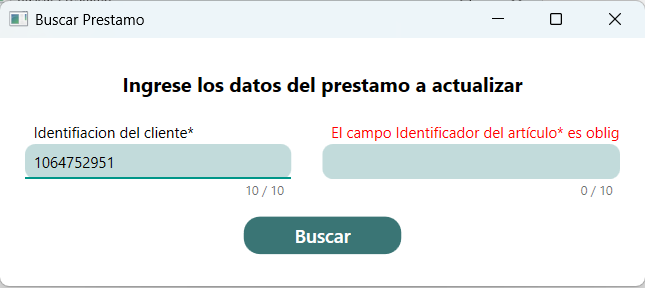 Buscar Prestamo
Ingrese los datos del prestamo a actualizar
Identifiacion del cliente*
El campo Identificador del artículo* es oblig
1064752951
10 / 10
0 / 10
Buscar